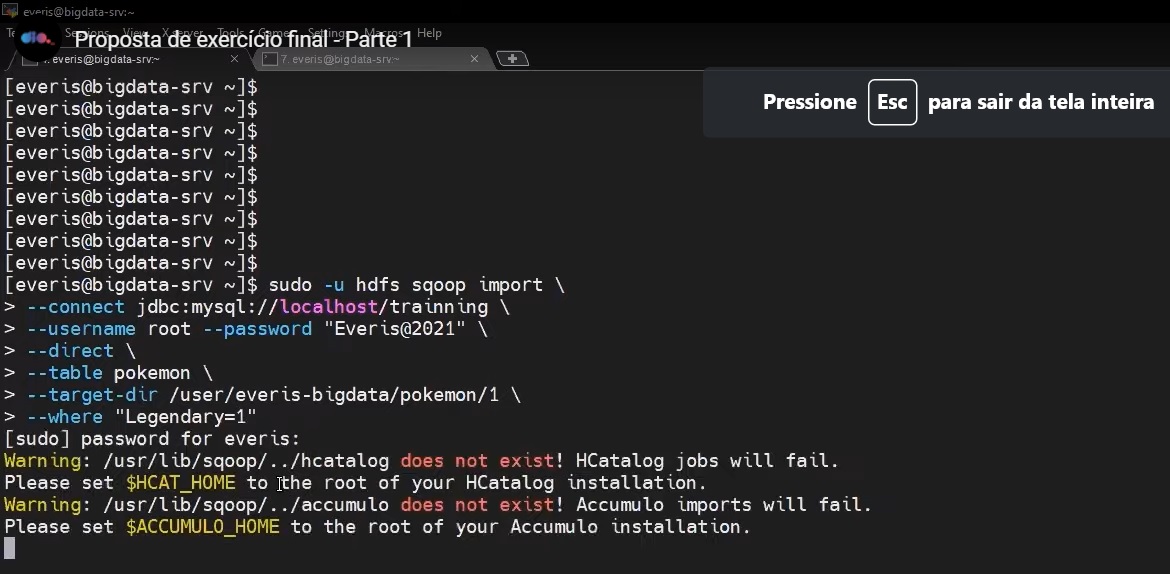 everis@bigdata-srv:~
Te Sessions View X server Tools Games Settings Macros Help
Proposta de exercício final - Parte 1
everis@bigdata-srv:~
7. everis@bigdata-srv:~
Pressione Esc para sair da tela inteira
[everis@bigdata-srv ~]$
[everis@bigdata-srv ~]$
[everis@bigdata-srv ~]$
[everis@bigdata-srv ~]$
[everis@bigdata-srv ~]$
[everis@bigdata-srv ~]$
[everis@bigdata-srv ~]$
[everis@bigdata-srv ~]$
[everis@bigdata-srv ~]$
[everis@bigdata-srv ~]$ sudo -u hdfs sqoop import \
> --connect jdbc:mysql://localhost/trainning \
> --username root --password "Everis@2021" \
> --direct \
> --table pokemon \
> --target-dir /user/everis-bigdata/pokemon/1 \
> --where "Legendary=1"
[sudo] password for everis:
Warning: /usr/lib/sqoop/../hcatalog does not exist! HCatalog jobs will fail.
Please set $HCAT_HOME to the root of your HCatalog installation.
Warning: /usr/lib/sqoop/../accumulo does not exist! Accumulo imports will fail.
Please set $ACCUMULO_HOME to the root of your Accumulo installation.